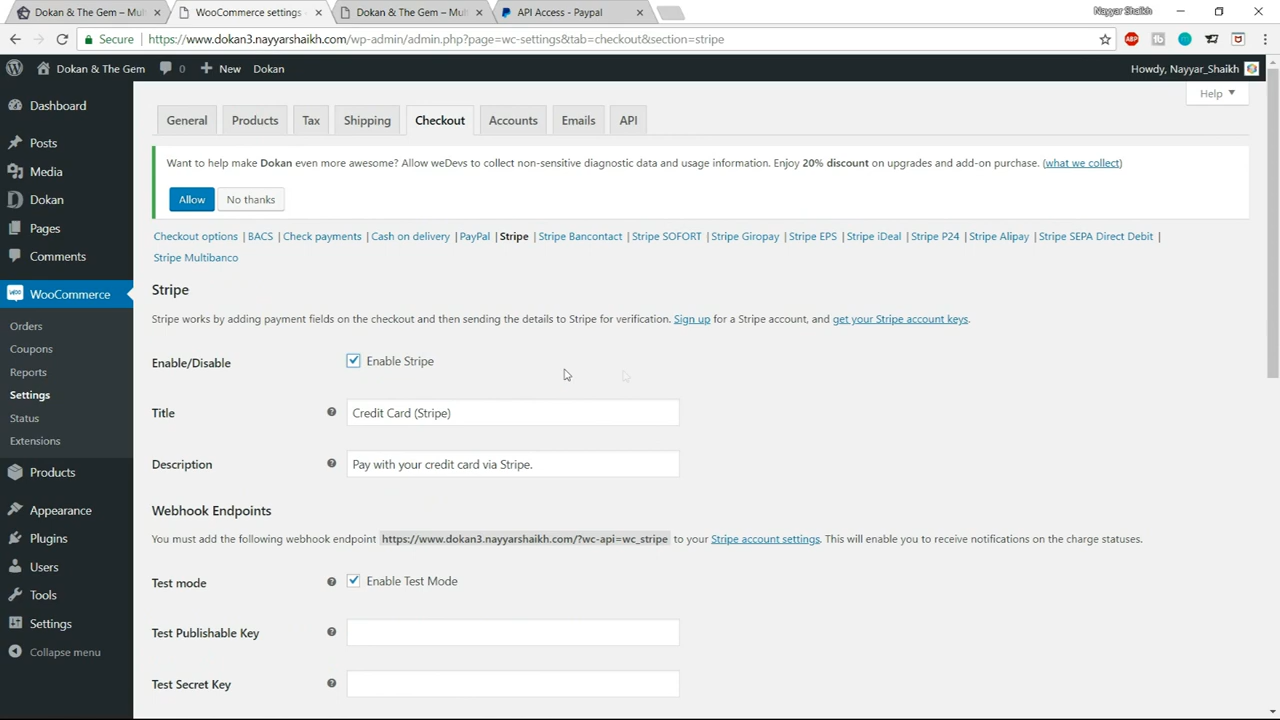 Dokan & The Gem – Mul
WooCommerce settings
Dokan & The Gem – Mul
API Access - Paypal
Nayyar Shaikh
Secure
https://www.dokan3.nayyarshaikh.com/wp-admin/admin.php?page=wc-settings&tab=checkout&section=stripe
ABP
Dokan & The Gem
0
New
Dokan
Howdy, Nayyar_Shaikh
Dashboard
Posts
Media
Dokan
Pages
Comments
WooCommerce
Orders
Coupons
Reports
Settings
Status
Extensions
Products
Appearance
Plugins
Users
Tools
Settings
Collapse menu
Help
General
Products
Tax
Shipping
Checkout
Accounts
Emails
API
Want to help make Dokan even more awesome? Allow weDevs to collect non-sensitive diagnostic data and usage information. Enjoy 20% discount on upgrades and add-on purchase. (what we collect)
Allow
No thanks
Checkout options | BACS | Check payments | Cash on delivery | PayPal | Stripe | Stripe Bancontact | Stripe SOFORT | Stripe Giropay | Stripe EPS | Stripe iDeal | Stripe P24 | Stripe Alipay | Stripe SEPA Direct Debit |
Stripe Multibanco
Stripe
Stripe works by adding payment fields on the checkout and then sending the details to Stripe for verification. Sign up for a Stripe account, and get your Stripe account keys.
Enable/Disable
Enable Stripe
Title
Credit Card (Stripe)
Description
Pay with your credit card via Stripe.
Webhook Endpoints
You must add the following webhook endpoint https://www.dokan3.nayyarshaikh.com/?wc-api=wc_stripe to your Stripe account settings. This will enable you to receive notifications on the charge statuses.
Test mode
Enable Test Mode
Test Publishable Key
Test Secret Key